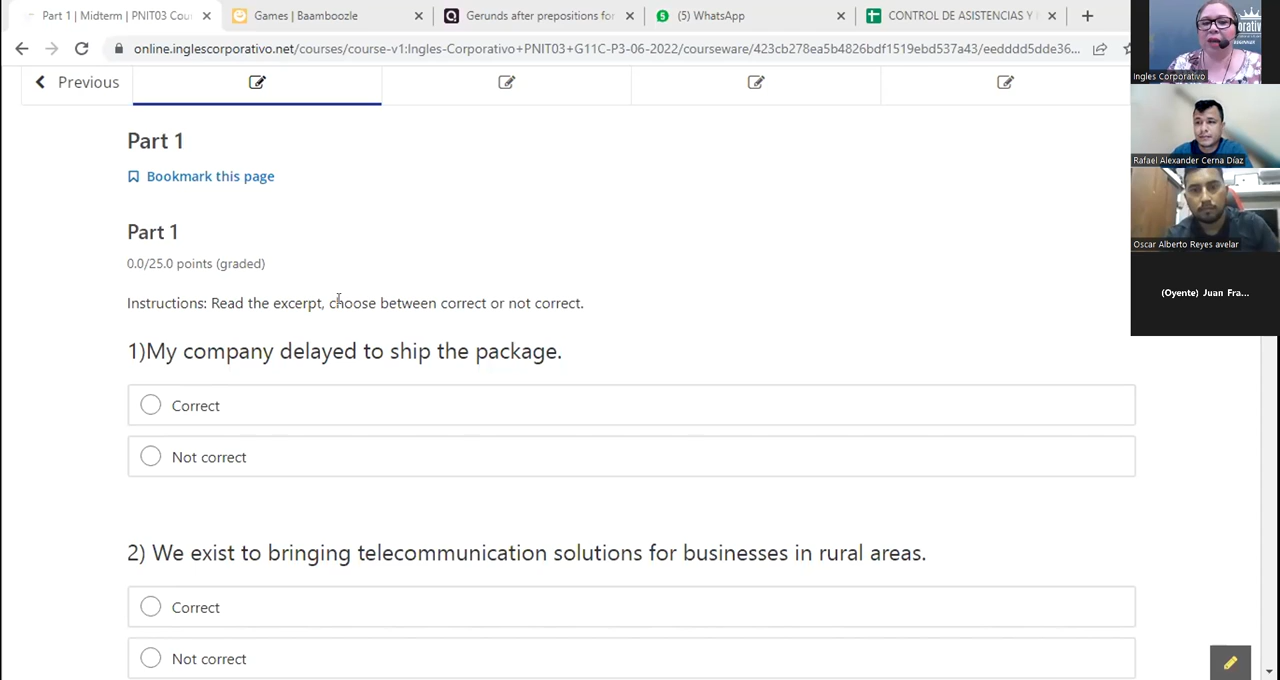 Part 1 | Midterm | PNIT03 Cou
Games | Baamboozle
Gerunds after prepositions for
(5) WhatsApp
CONTROL DE ASISTENCIAS Y
online.inglescorporativo.net/courses/course-v1:Ingles-Corporativo+PNIT03+G11C-P3-06-2022/courseware/423cb278ea5b4826bdf1519ebd537a43/eedddd5dde36...
Previous
Part 1
Bookmark this page
Part 1
0.0/25.0 points (graded)
Instructions: Read the excerpt, choose between correct or not correct.
1)My company delayed to ship the package.
Correct
Not correct
2) We exist to bringing telecommunication solutions for businesses in rural areas.
Correct
Not correct
Ingles Corporativo
Rafael Alexander Cerna Díaz
Oscar Alberto Reyes avelar
(Oyente) Juan Fra...